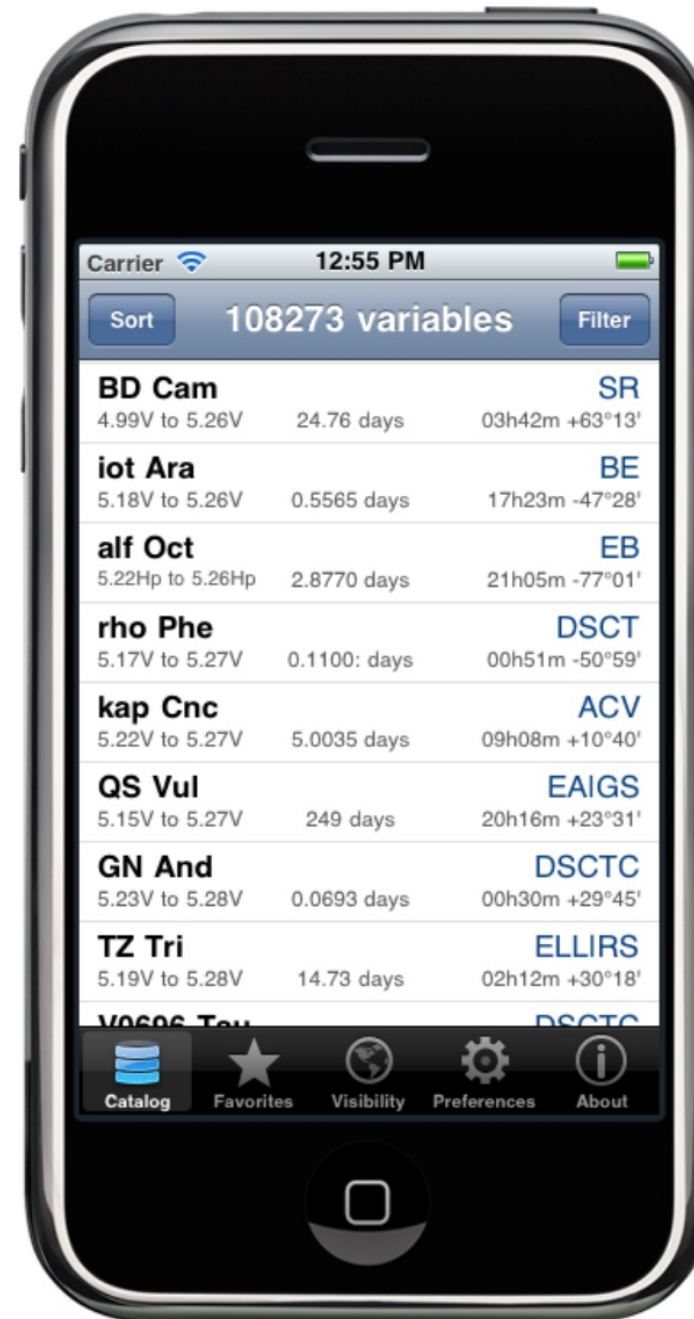 Carrier 12:55 PM
Sort 108273 variables Filter
BD Cam SR
4.99V to 5.26V 24.76 days 03h42m +63°13'
iot Ara BE
5.18V to 5.26V 0.5565 days 17h23m -47°28'
alf Oct EB
5.22Hp to 5.26Hp 2.8770 days 21h05m -77°01'
rho Phe DSCT
5.17V to 5.27V 0.1100: days 00h51m -50°59'
kap Cnc ACV
5.22V to 5.27V 5.0035 days 09h08m +10°40'
QS Vul EAIGS
5.15V to 5.27V 249 days 20h16m +23°31'
GN And DSCTC
5.23V to 5.28V 0.0693 days 00h30m +29°45'
TZ Tri ELLIRS
5.19V to 5.28V 14.73 days 02h12m +30°18'
V0696 Tau DSCTC
Catalog Favorites Visibility Preferences About